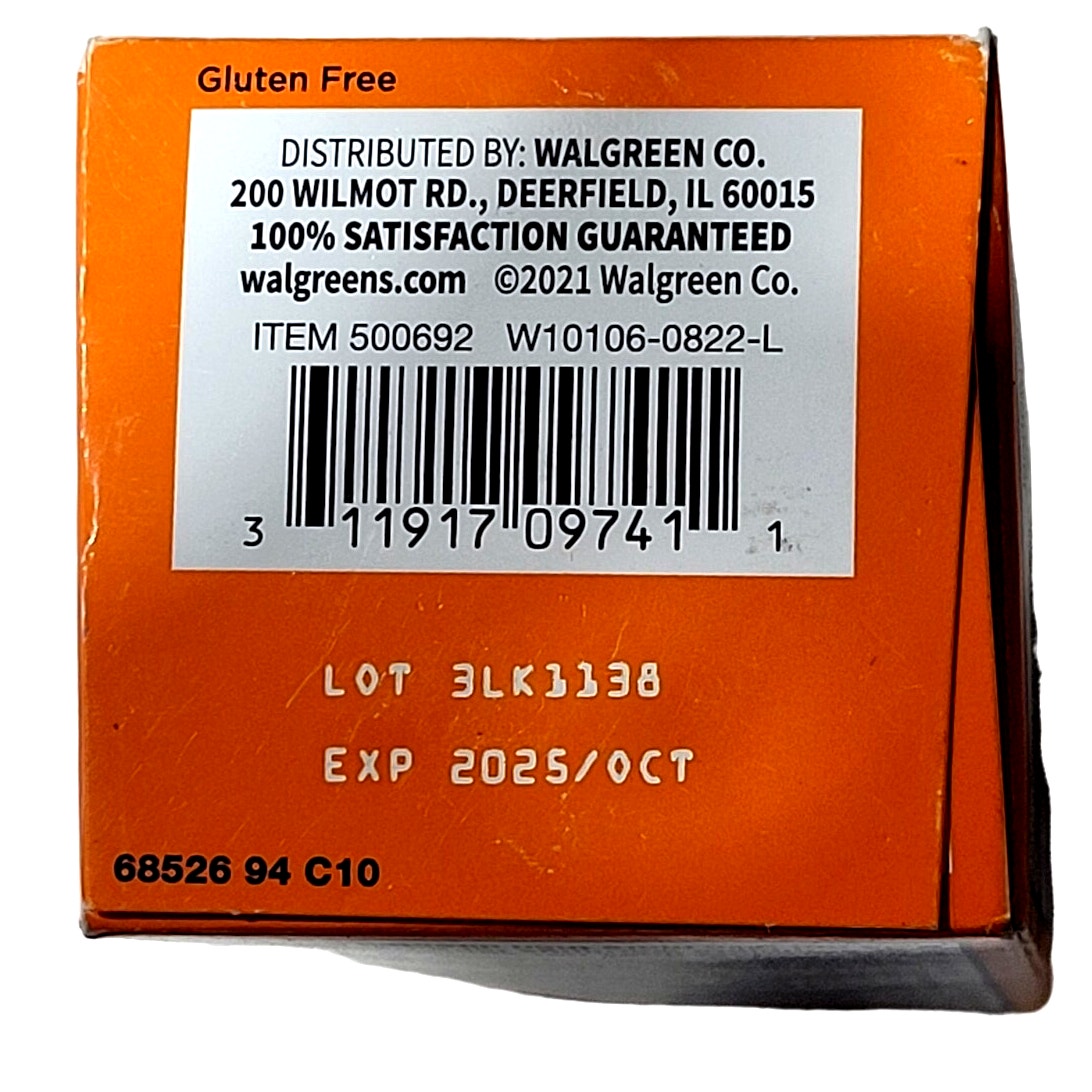 Gluten Free
DISTRIBUTED BY: WALGREEN CO.
200 WILMOT RD., DEERFIELD, IL 60015
100% SATISFACTION GUARANTEED
walgreens.com ©2021 Walgreen Co.
ITEM 500692 W10106-0822-L
3 11917 09741 1
LOT 3LK1138
EXP 2025/OCT
68526 94 C10